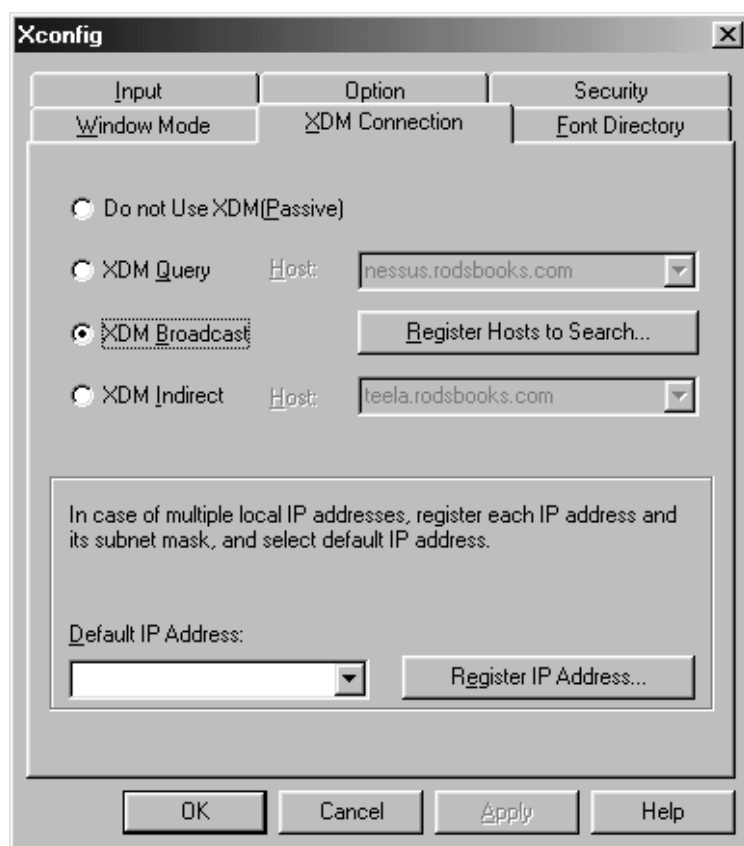 Xconfig
Input Option Security
Window Mode XDM Connection Font Directory
Do not Use XDM(Passive)
XDM Query Host: nessus.rodsbooks.com
XDM Broadcast Register Hosts to Search...
XDM Indirect Host: teela.rodsbooks.com
In case of multiple local IP addresses, register each IP address and
its subnet mask, and select default IP address.
Default IP Address:
Register IP Address...
OK Cancel Apply Help